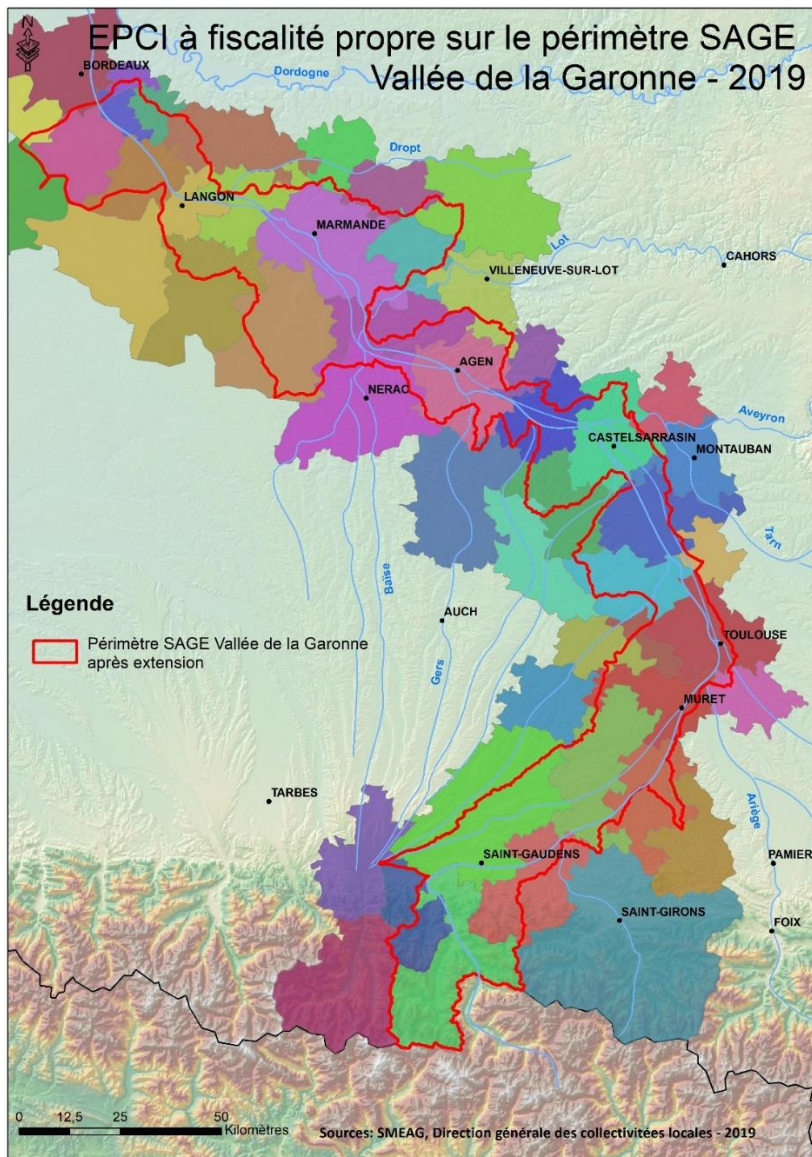 EPCI à fiscalité propre sur le périmètre SAGE
Vallée de la Garonne - 2019
N
BORDEAUX
Dordogne
Dropt
LANGON
MARMANDE
Lot
CAHORS
VILLENEUVE-SUR-LOT
AGEN
NERAC
Aveyron
CASTELSARRASIN
MONTAUBAN
Tarn
Baïse
Légende
Périmètre SAGE Vallée de la Garonne
après extension
AUCH
Gers
TOULOUSE
MURET
TARBES
Ariège
SAINT-GAUDENS
PAMIER
SAINT-GIRONS
FOIX
0 12,5 25 50
Kilomètres
Sources: SMEAG, Direction générale des collectivitées locales - 2019